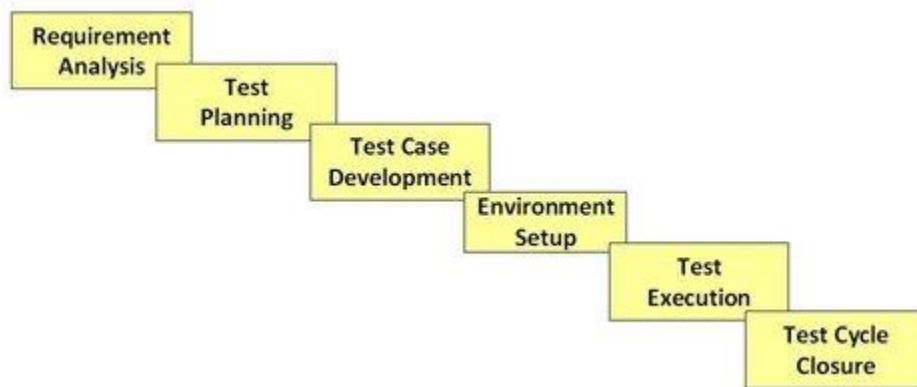 Requirement
Analysis
Test
Planning
Test Case
Development
Environment
Setup
Test
Execution
Test Cycle
Closure